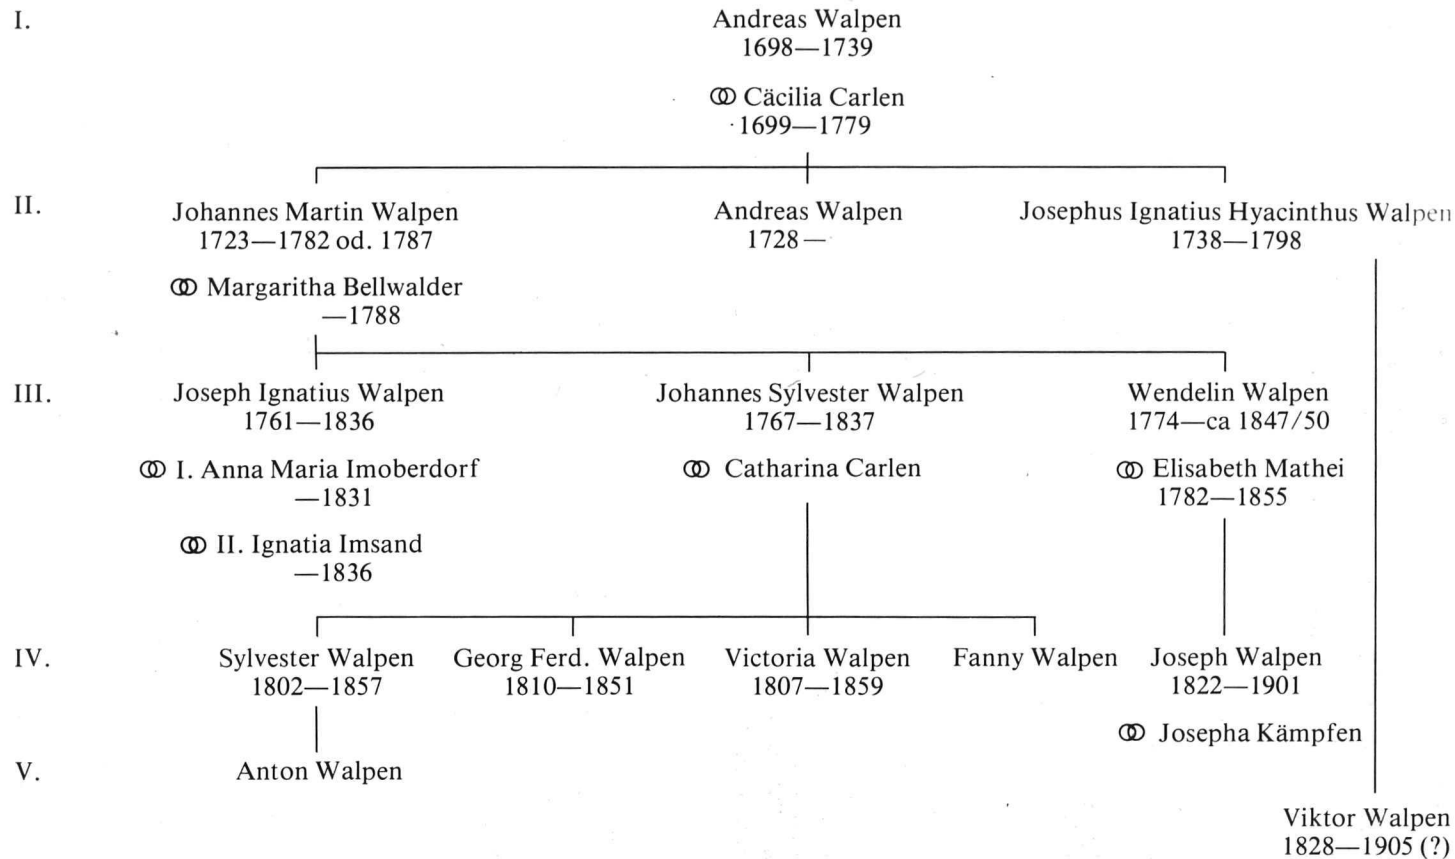 I.
Andreas Walpen
1698—1739
⚭ Cäcilia Carlen
1699—1779
II.
Johannes Martin Walpen
1723—1782 od. 1787
⚭ Margaritha Bellwalder
—1788
Andreas Walpen
1728—
Josephus Ignatius Hyacinthus Walpen
1738—1798
III.
Joseph Ignatius Walpen
1761—1836
⚭ I. Anna Maria Imoberdorf
—1831
⚭ II. Ignatia Imsand
—1836
Johannes Sylvester Walpen
1767—1837
⚭ Catharina Carlen
Wendelin Walpen
1774—ca 1847/50
⚭ Elisabeth Mathei
1782—1855
IV.
Sylvester Walpen
1802—1857
Georg Ferd. Walpen
1810—1851
Victoria Walpen
1807—1859
Fanny Walpen
Joseph Walpen
1822—1901
⚭ Josepha Kämpfen
V.
Anton Walpen
Viktor Walpen
1828—1905 (?)